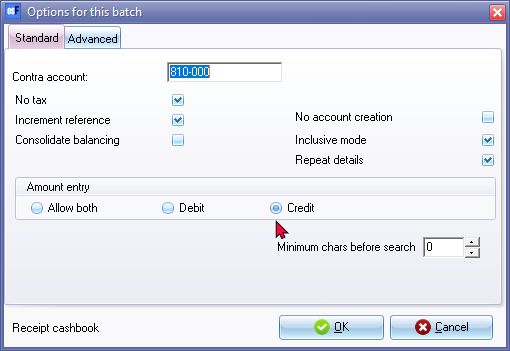 Options for this batch
Standard
Advanced
Contra account:
810-000
No tax
Increment reference
No account creation
Consolidate balancing
Inclusive mode
Repeat details
Amount entry
Allow both
Debit
Credit
Minimum chars before search
0
Receipt cashbook
OK
Cancel